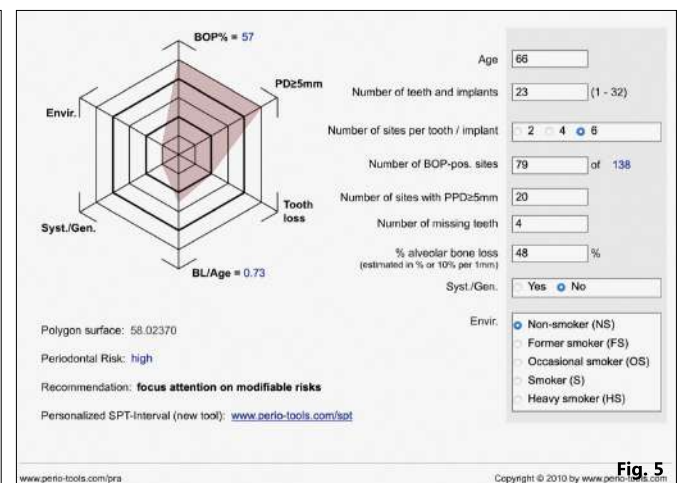 BOP% = 57
PD≥5mm
Envir.
Tooth
loss
Syst./Gen.
BL/Age = 0.73
Polygon surface: 58.02370
Periodontal Risk: high
Recommendation: focus attention on modifiable risks
Personalized SPT-Interval (new tool): www.perio-tools.com/spt
Age 66
Number of teeth and implants 23 (1 - 32)
Number of sites per tooth / implant 2 4 6
Number of BOP-pos. sites 79 of 138
Number of sites with PPD≥5mm 20
Number of missing teeth 4
% alveolar bone loss 48 %
(estimated in % or 10% per 1mm)
Syst./Gen. Yes No
Envir. Non-smoker (NS)
Former smoker (FS)
Occasional smoker (OS)
Smoker (S)
Heavy smoker (HS)
www.perio-tools.com/pra
Copyright © 2010 by www.perio-tools.com
Fig. 5